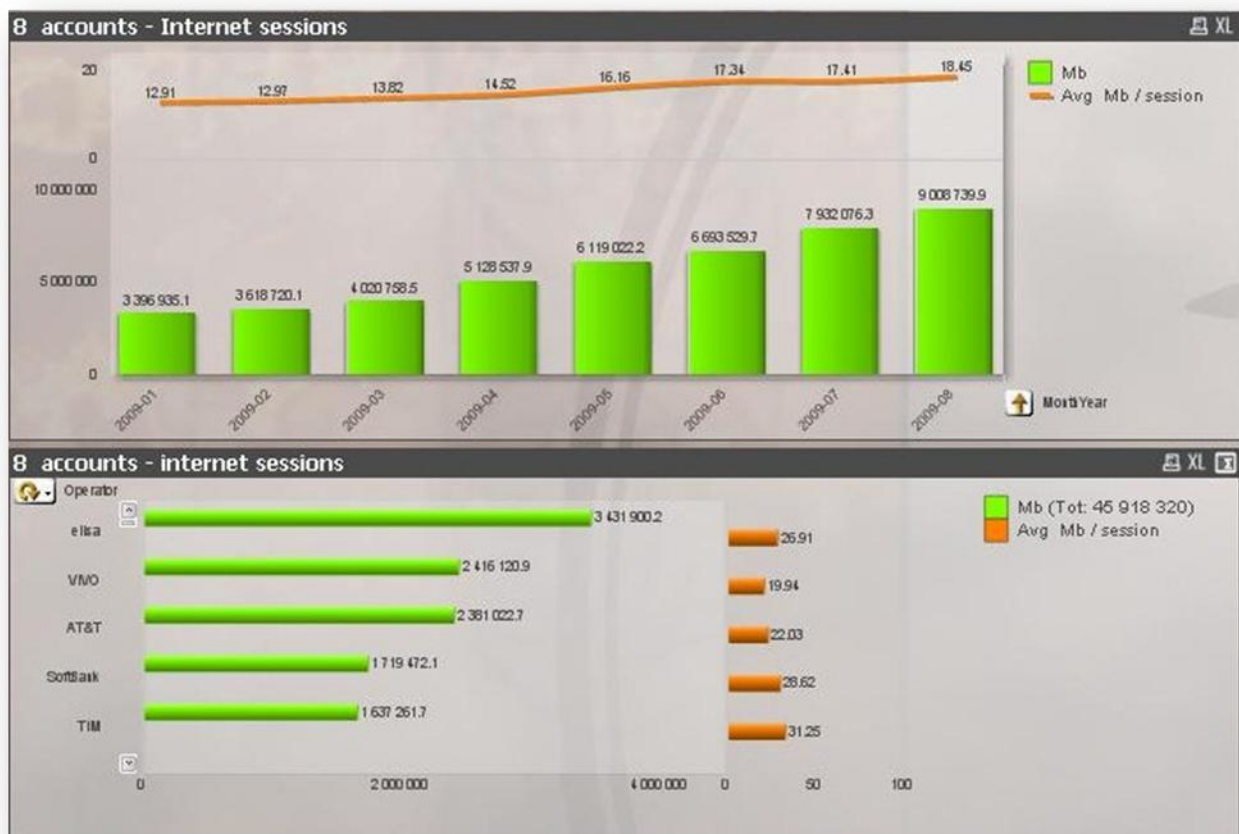 8 accounts - Internet sessions
XL
20
12.91
12.97
13.82
14.52
16.16
17.34
17.41
18.45
0
Mb
Avg Mb / session
10 000 000
5 000 000
0
3 396 935.1
3 618 720.1
4 020 758.5
5 128 537.9
6 119 022.2
6 693 529.7
7 932 076.3
9 008 739.9
2009-01
2009-02
2009-03
2009-04
2009-05
2009-06
2009-07
2009-08
MonthYear
8 accounts - internet sessions
XL
Operator
elisa
3 431 900.2
26.91
VIVO
2 416 120.9
19.94
AT&T
2 381 022.7
22.03
SoftBank
1 719 472.1
28.62
TIM
1 637 261.7
31.25
0
2 000 000
4 000 000
0
50
100
Mb (Tot: 45 918 320)
Avg Mb / session